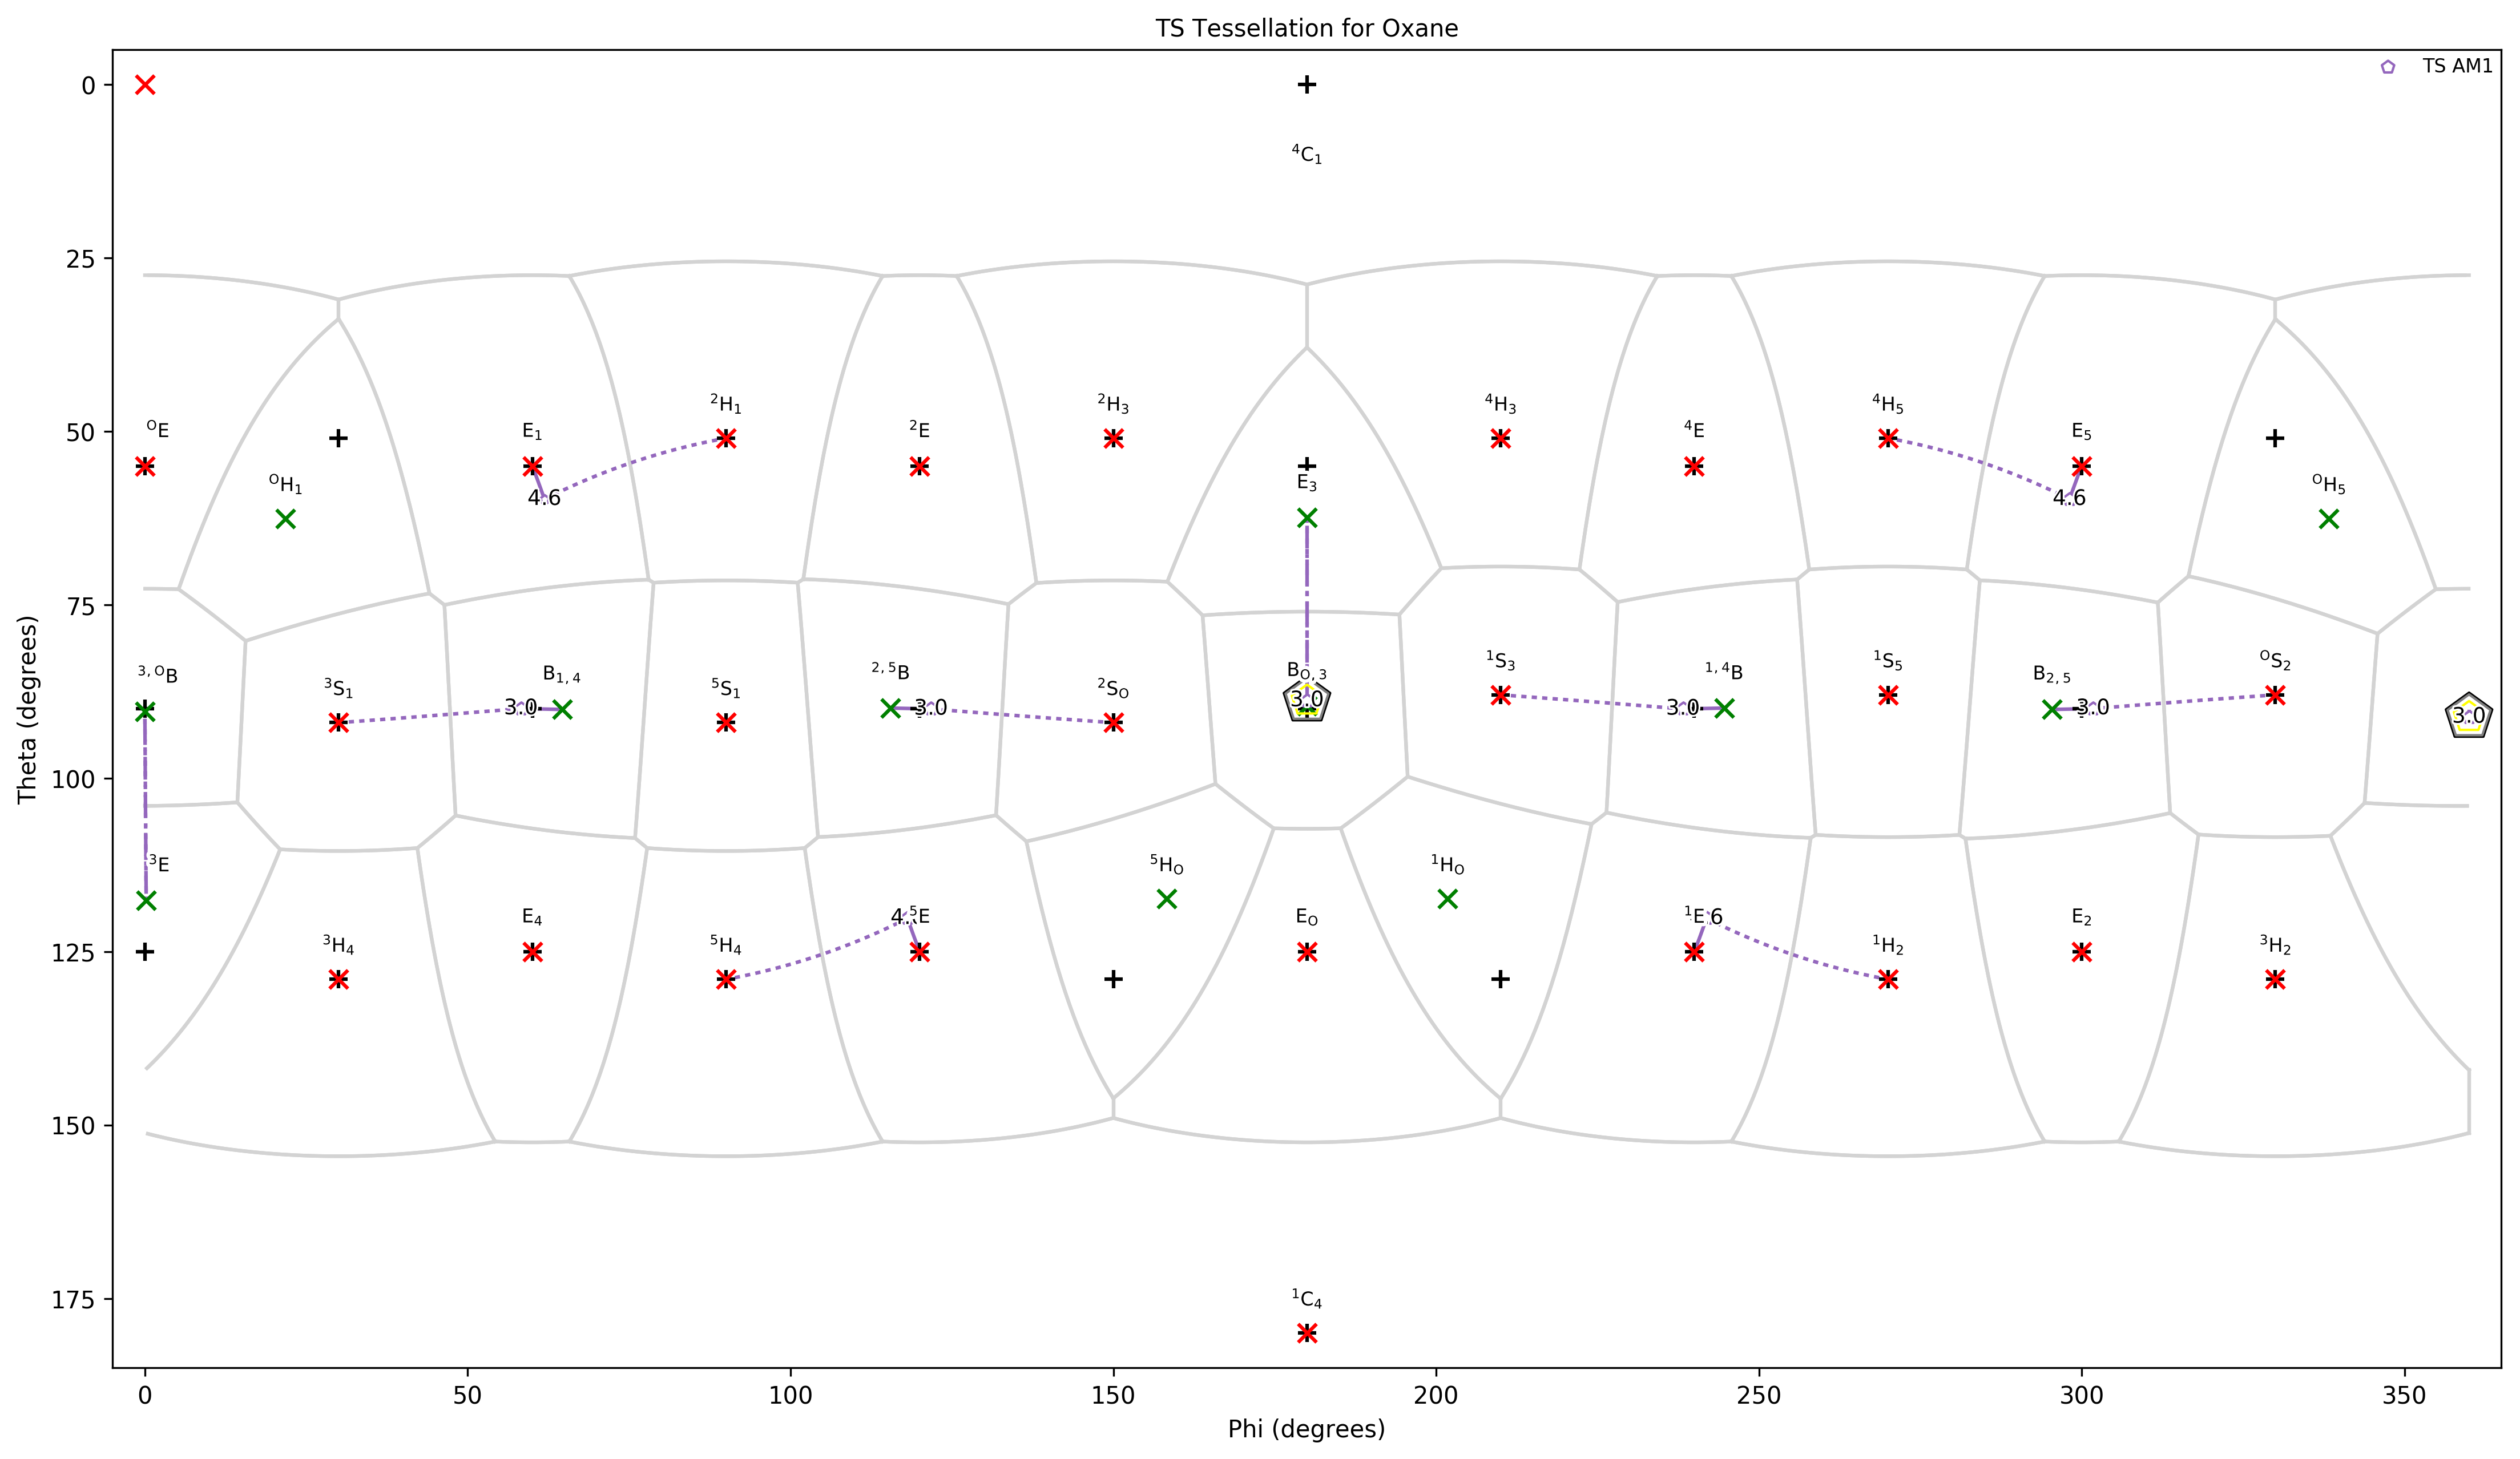 TS Tessellation for Oxane
TS AM1
0
25
50
75
100
125
150
175
Theta (degrees)
⁴C₁
ᴼE
E₁
²H₁
²E
²H₃
⁴H₃
⁴E
⁴H₅
E₅
ᴼH₁
E₃
ᴼH₅
4.6
4.6
³,ᴼB
³S₁
B₁,₄
⁵S₁
²,⁵B
²Sₒ
Bₒ,₃
¹S₃
¹,⁴B
¹S₅
B₂,₅
ᴼS₂
3.0
3.0
3.0
3.0
3.0
3.0
³E
⁵Hₒ
¹Hₒ
³H₄
E₄
⁵H₄
⁵E
Eₒ
¹E
¹H₂
E₂
³H₂
¹C₄
0
50
100
150
200
250
300
350
Phi (degrees)